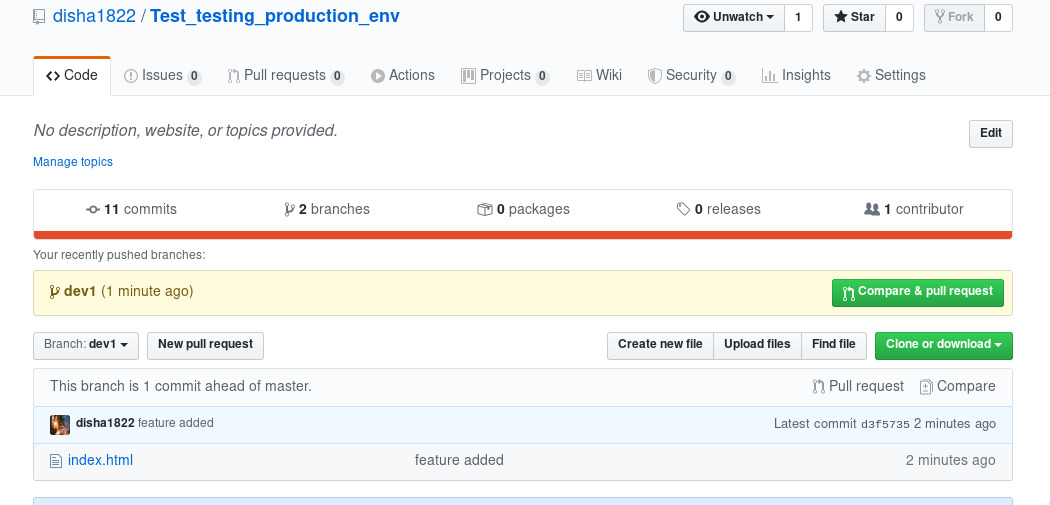 disha1822 / Test_testing_production_env Unwatch 1 Star 0 Fork 0
Code Issues 0 Pull requests 0 Actions Projects 0 Wiki Security 0 Insights Settings
No description, website, or topics provided. Edit
Manage topics
11 commits 2 branches 0 packages 0 releases 1 contributor
Your recently pushed branches:
dev1 (1 minute ago) Compare & pull request
Branch: dev1 New pull request Create new file Upload files Find file Clone or download
This branch is 1 commit ahead of master. Pull request Compare
disha1822 feature added Latest commit d3f5735 2 minutes ago
index.html feature added 2 minutes ago